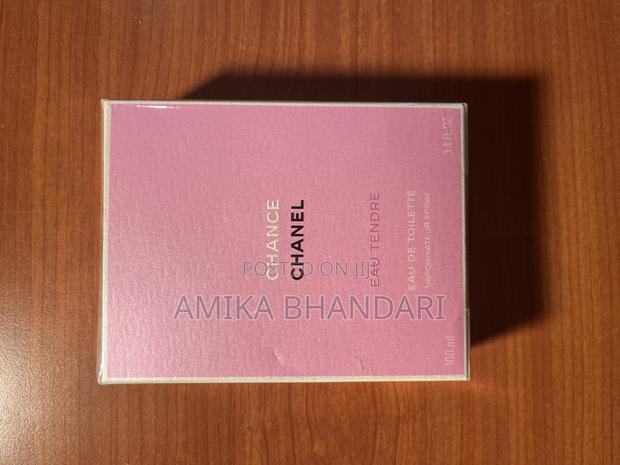 CHANCE
CHANEL
EAU TENDRE
EAU DE TOILETTE
VAPORISATEUR SPRAY
100 ml
3.4 FL. OZ.
POSTED ON JIJI
AMIKA BHANDARI